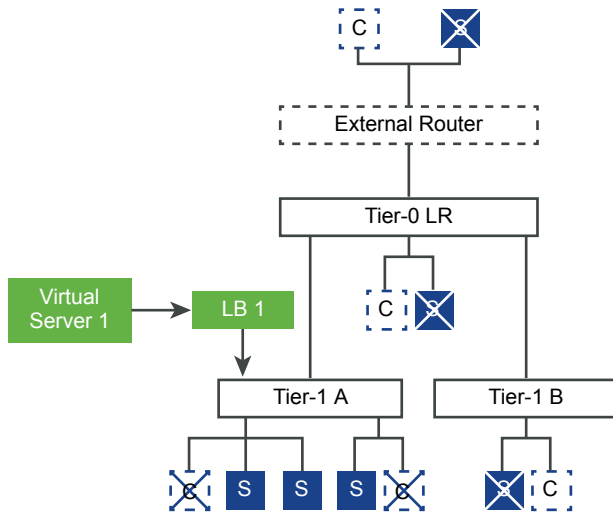 C
S
External Router
Tier-0 LR
C
S
Virtual
Server 1
LB 1
Tier-1 A
Tier-1 B
C
S
S
S
C
S
C